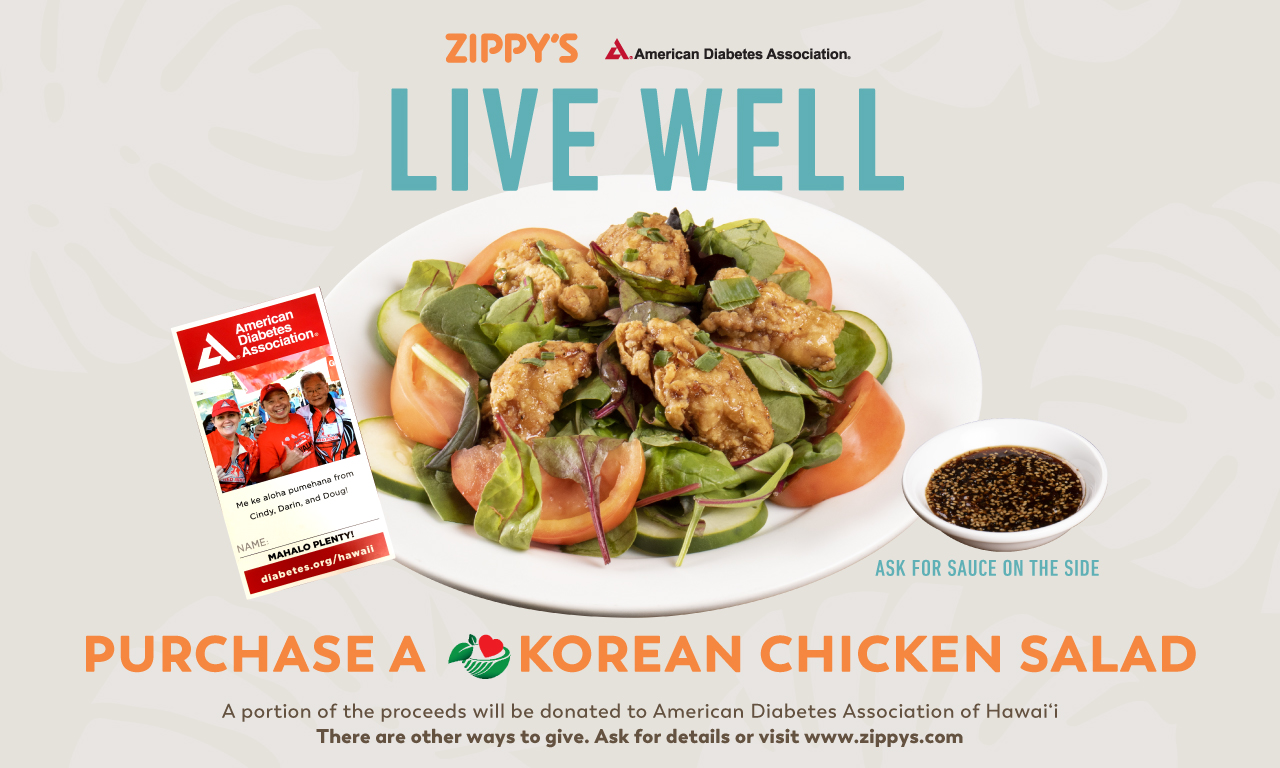 ZIPPY'S
American Diabetes Association®
LIVE WELL
American
Diabetes
Association®
Me ke aloha pumehana from
Cindy, Darin, and Doug!
NAME:
MAHALO PLENTY!
diabetes.org/hawaii
ASK FOR SAUCE ON THE SIDE
PURCHASE A KOREAN CHICKEN SALAD
A portion of the proceeds will be donated to American Diabetes Association of Hawai‘i
There are other ways to give. Ask for details or visit www.zippys.com